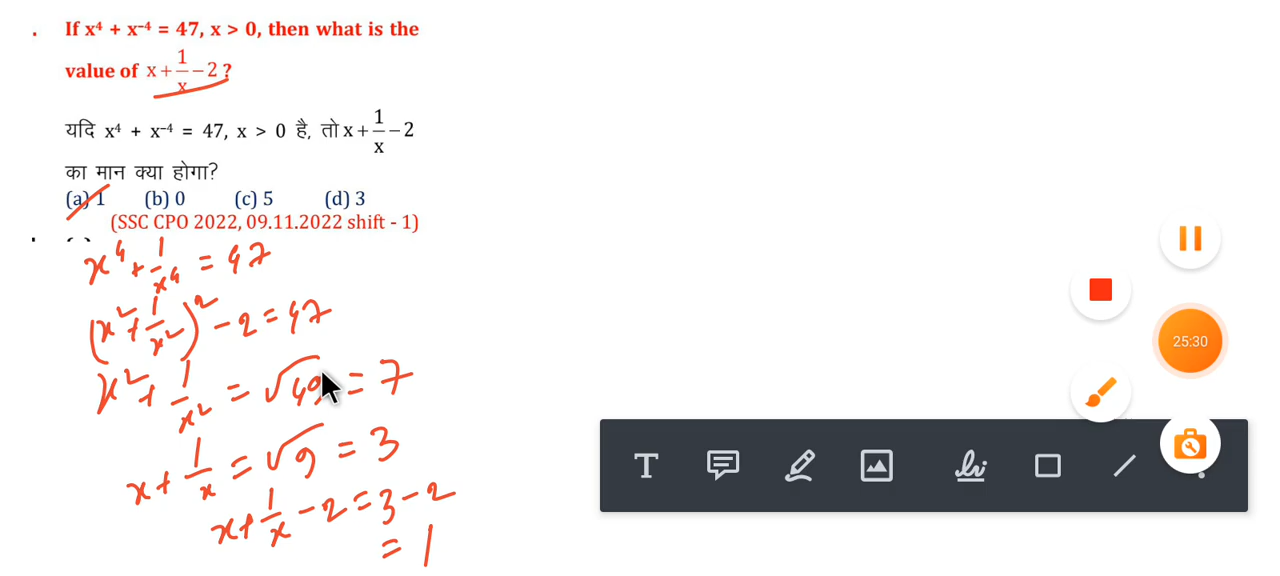 . If x⁴ + x⁻⁴ = 47, x > 0, then what is the
value of x + 1/x − 2 ?
यदि x⁴ + x⁻⁴ = 47, x > 0 है, तो x + 1/x − 2
का मान क्या होगा?
(a) 1 (b) 0 (c) 5 (d) 3
(SSC CPO 2022, 09.11.2022 shift - 1)
x⁴ + 1/x⁴ = 47
(x² + 1/x²)² − 2 = 47
x² + 1/x² = √49 = 7
x + 1/x = √9 = 3
x + 1/x − 2 = 3 − 2
= 1
25:30
T